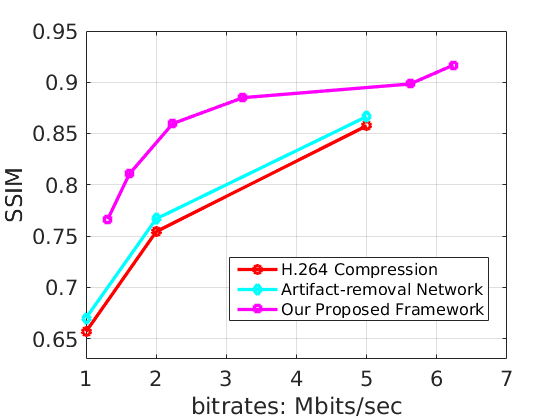 0.95
0.9
0.85
0.8
0.75
0.7
0.65
SSIM
H.264 Compression
Artifact-removal Network
Our Proposed Framework
1 2 3 4 5 6 7
bitrates: Mbits/sec